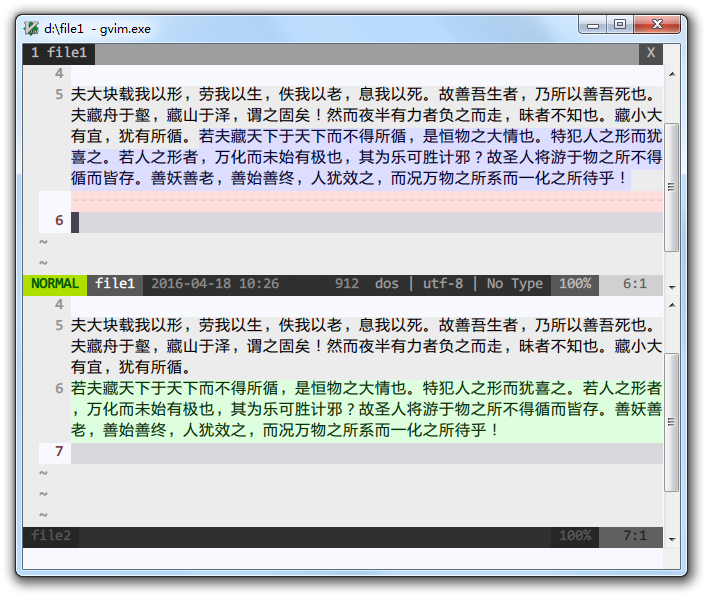 d:\file1 - gvim.exe
1 file1 X
4
5 夫大块载我以形，劳我以生，佚我以老，息我以死。故善吾生者，乃所以善吾死也。
夫藏舟于壑，藏山于泽，谓之固矣！然而夜半有力者负之而走，昧者不知也。藏小大
有宜，犹有所循。若夫藏天下于天下而不得所循，是恒物之大情也。特犯人之形而犹
喜之。若人之形者，万化而未始有极也，其为乐可胜计邪？故圣人将游于物之所不得
循而皆存。善妖善老，善始善终，人犹效之，而况万物之所系而一化之所待乎！
6
~
~
NORMAL file1 2016-04-18 10:26 912 dos | utf-8 | No Type 100% 6:1
4
5 夫大块载我以形，劳我以生，佚我以老，息我以死。故善吾生者，乃所以善吾死也。
夫藏舟于壑，藏山于泽，谓之固矣！然而夜半有力者负之而走，昧者不知也。藏小大
有宜，犹有所循。
6 若夫藏天下于天下而不得所循，是恒物之大情也。特犯人之形而犹喜之。若人之形者
，万化而未始有极也，其为乐可胜计邪？故圣人将游于物之所不得循而皆存。善妖善
老，善始善终，人犹效之，而况万物之所系而一化之所待乎！
7
~
~
~
file2 100% 7:1